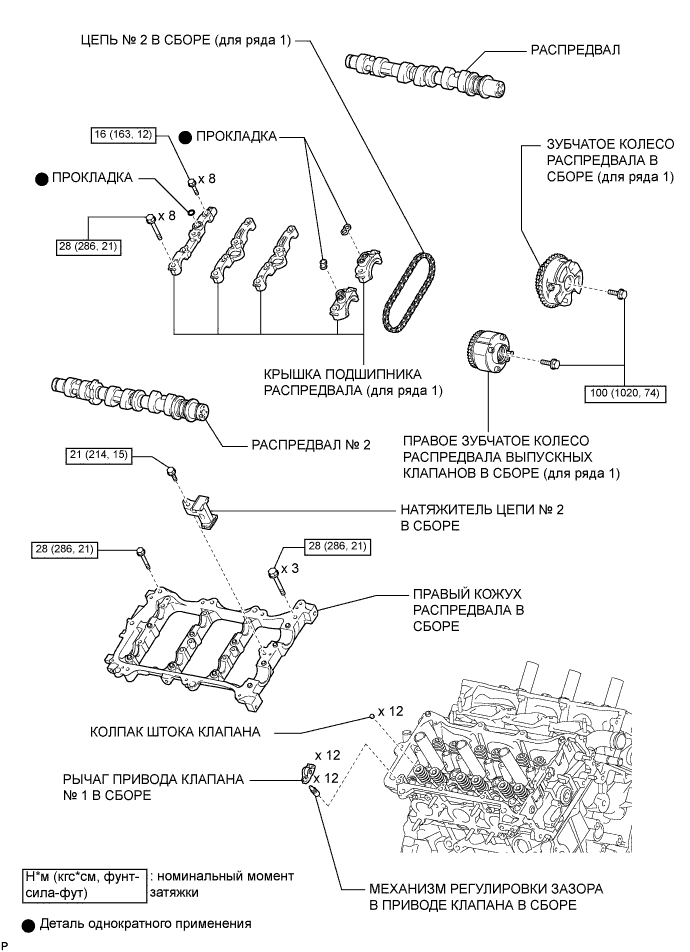 ЦЕПЬ № 2 В СБОРЕ (для ряда 1)
РАСПРЕДВАЛ
16 (163, 12)
ПРОКЛАДКА
ЗУБЧАТОЕ КОЛЕСО
РАСПРЕДВАЛА В
СБОРЕ (для ряда 1)
ПРОКЛАДКА
x 8
x 8
28 (286, 21)
КРЫШКА ПОДШИПНИКА
РАСПРЕДВАЛА (для ряда 1)
100 (1020, 74)
РАСПРЕДВАЛ № 2
ПРАВОЕ ЗУБЧАТОЕ КОЛЕСО
РАСПРЕДВАЛА ВЫПУСКНЫХ
КЛАПАНОВ В СБОРЕ (для ряда 1)
21 (214, 15)
НАТЯЖИТЕЛЬ ЦЕПИ № 2
В СБОРЕ
28 (286, 21)
28 (286, 21)
x 3
ПРАВЫЙ КОЖУХ
РАСПРЕДВАЛА В
СБОРЕ
x 12
КОЛПАК ШТОКА КЛАПАНА
x 12
x 12
РЫЧАГ ПРИВОДА КЛАПАНА
№ 1 В СБОРЕ
Н*м (кгс*см, фунт-
сила-фут)
: номинальный момент
затяжки
МЕХАНИЗМ РЕГУЛИРОВКИ ЗАЗОРА
В ПРИВОДЕ КЛАПАНА В СБОРЕ
Деталь однократного применения
P